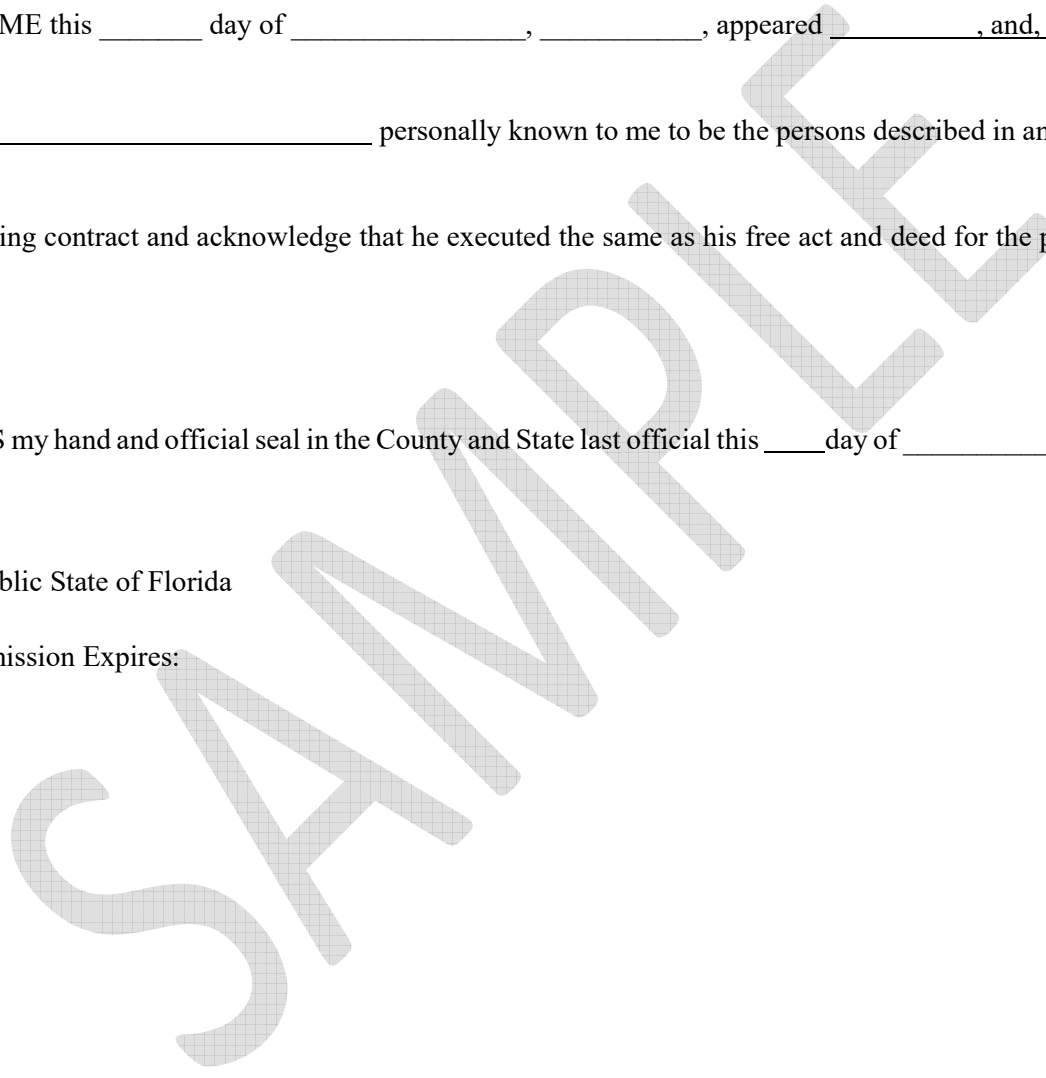 ME this _______ day of ________________, ___________, appeared __________, and,
_________________________ personally known to me to be the persons described in an
ing contract and acknowledge that he executed the same as his free act and deed for the p
S my hand and official seal in the County and State last official this ____day of __________
blic State of Florida
ission Expires:
SAMPLE